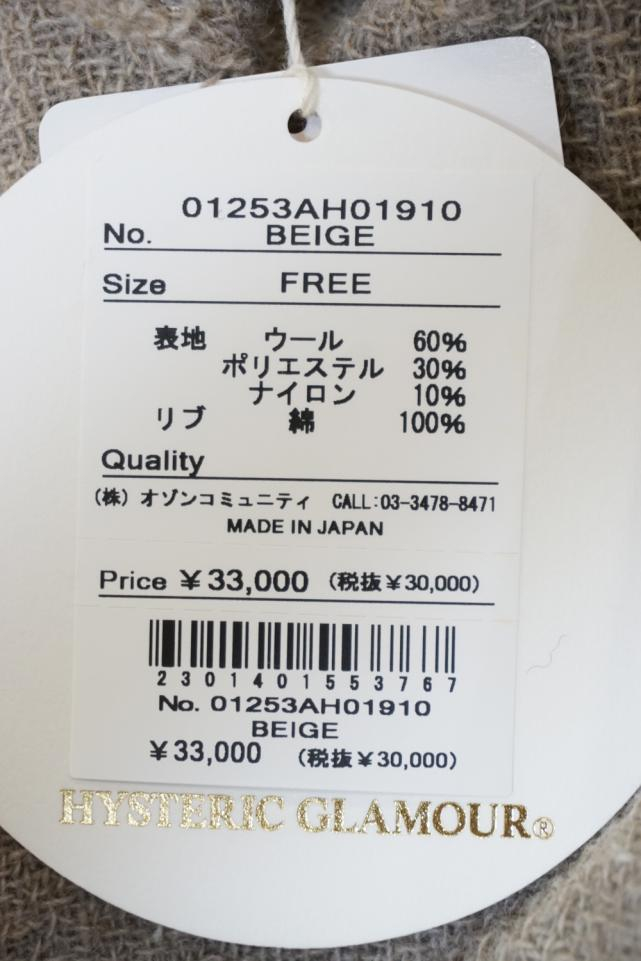 01253AH01910
No. BEIGE
Size FREE
表地 ウール 60%
ポリエステル 30%
ナイロン 10%
リブ 綿 100%
Quality
(株) オゾンコミュニティ CALL:03-3478-8471
MADE IN JAPAN
Price ¥33,000 (税抜¥30,000)
2301401553767
No. 01253AH01910
BEIGE
¥33,000 (税抜¥30,000)
HYSTERIC GLAMOUR®